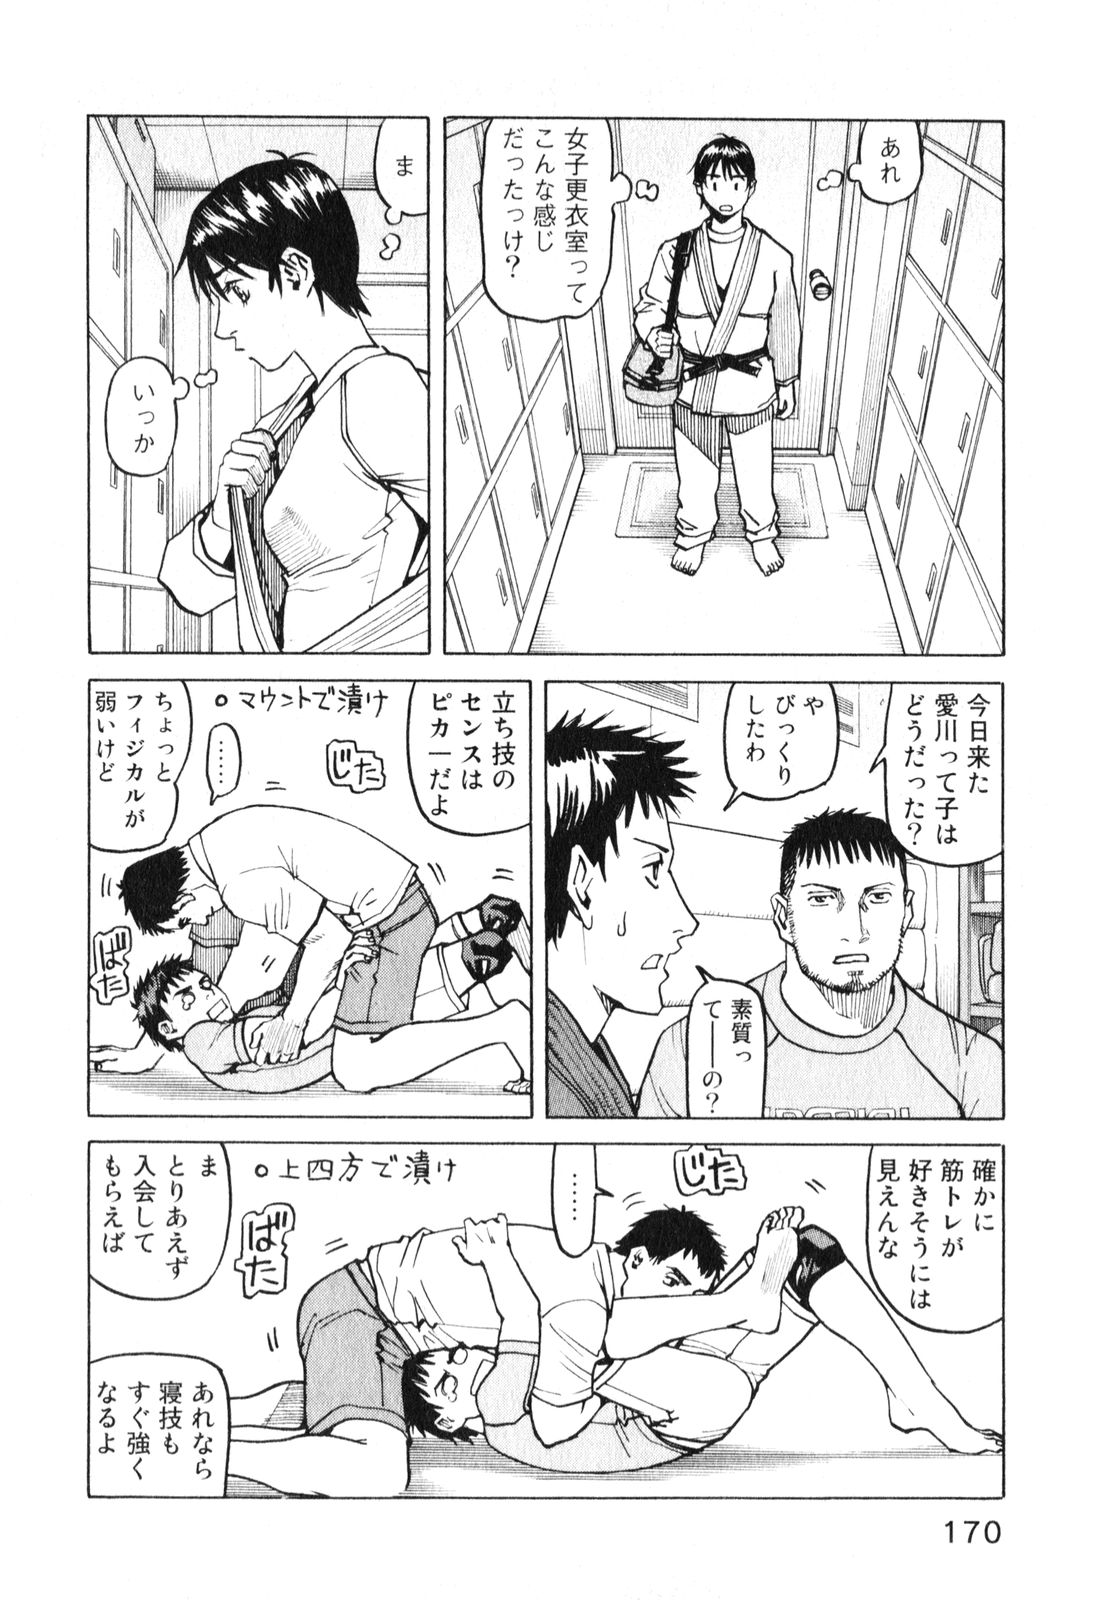 あれ
女子更衣室って
こんな感じ
だったっけ?
ま
いっか
今日来た
愛川って子は
どうだった?
や
びっくり
したわ
素質っ
てーの?
立ち技の
センスは
ピカ一だよ
○マウントで漬け
じた
……
ちょっと
フィジカルが
弱いけど
ばた
確かに
筋トレが
好きそうには
見えんな
じた
……
○上四方で漬け
ばた
ま
とりあえず
入会して
もらえば
あれなら
寝技も
すぐ強く
なるよ
170